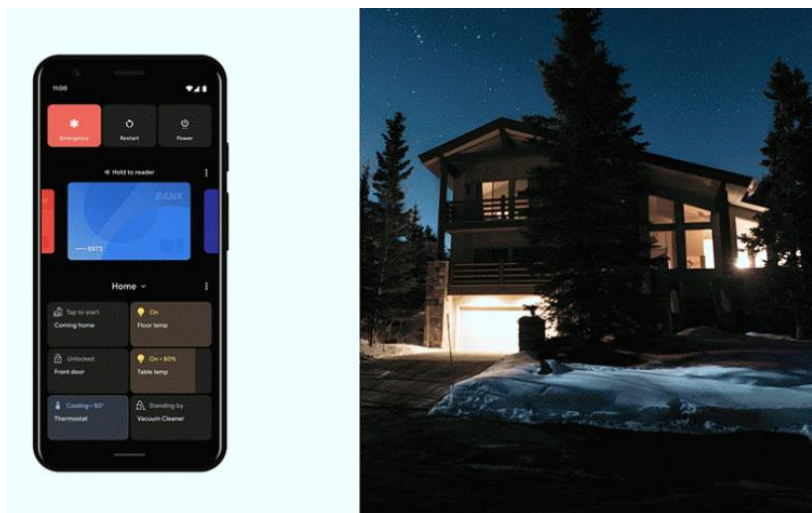 11:00
Emergency
Restart
Power
Hold to reader
BANK
8973
Home
Tap to start
Coming home
On
Floor lamp
Unlocked
Front door
On • 80%
Table lamp
Cooling • 80°
Thermostat
Standing by
Vacuum Cleaner